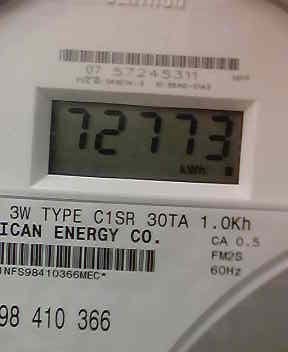 07 57245311
72773
kWh
3W TYPE C1SR 30TA 1.0Kh
ICAN ENERGY CO.
CA 0.5
FM2S
60Hz
NFS98410366MEC*
98 410 366